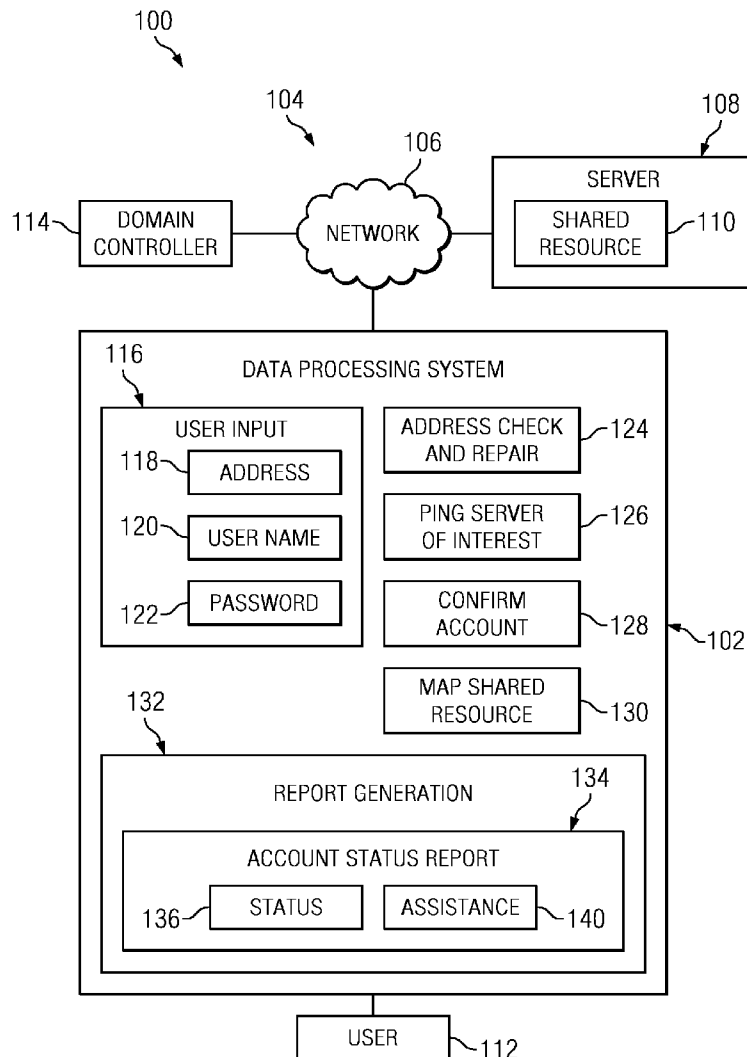 100
104
106
108
SERVER
114
DOMAIN
CONTROLLER
NETWORK
SHARED
RESOURCE
110
116
DATA PROCESSING SYSTEM
USER INPUT
118
ADDRESS
120
USER NAME
122
PASSWORD
ADDRESS CHECK
AND REPAIR
124
PING SERVER
OF INTEREST
126
CONFIRM
ACCOUNT
128
102
MAP SHARED
RESOURCE
130
132
REPORT GENERATION
134
ACCOUNT STATUS REPORT
136
STATUS
ASSISTANCE
140
USER
112